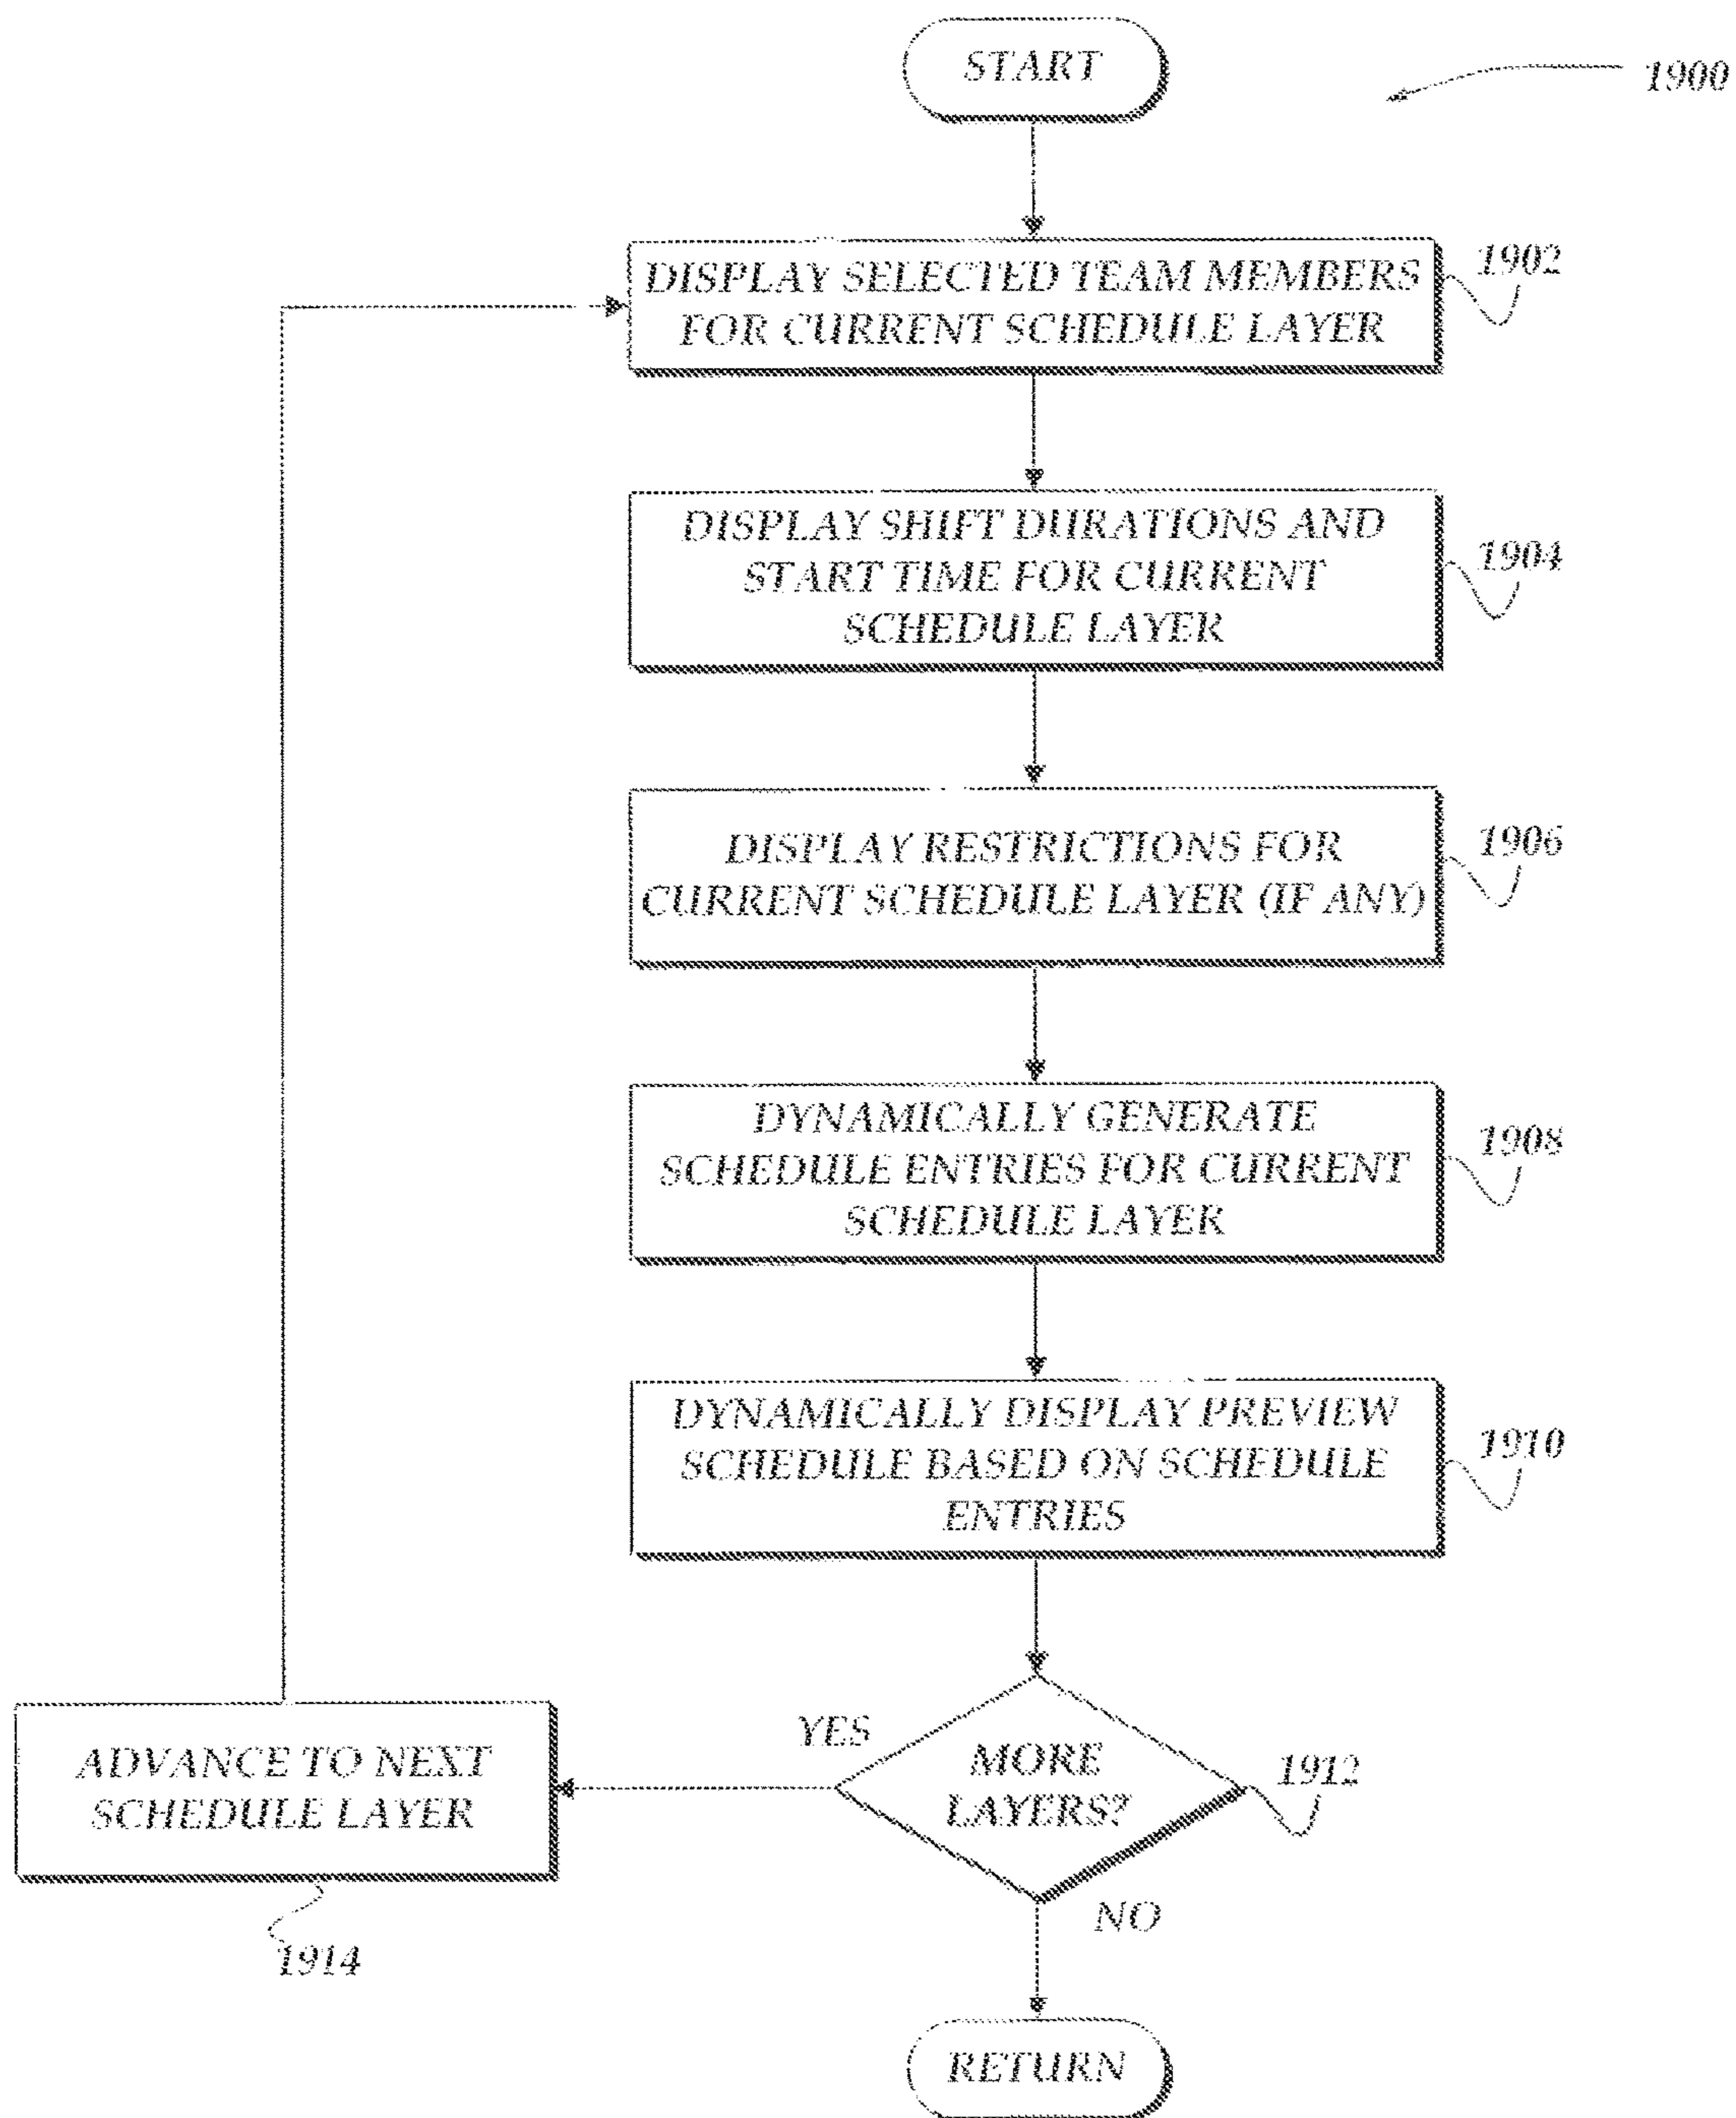 START
1900
DISPLAY SELECTED TEAM MEMBERS
FOR CURRENT SCHEDULE LAYER
1902
DISPLAY SHIFT DURATIONS AND
START TIME FOR CURRENT
SCHEDULE LAYER
1904
DISPLAY RESTRICTIONS FOR
CURRENT SCHEDULE LAYER (IF ANY)
1906
DYNAMICALLY GENERATE
SCHEDULE ENTRIES FOR CURRENT
SCHEDULE LAYER
1908
DYNAMICALLY DISPLAY PREVIEW
SCHEDULE BASED ON SCHEDULE
ENTRIES
1910
YES
MORE
LAYERS?
1912
ADVANCE TO NEXT
SCHEDULE LAYER
1914
NO
RETURN